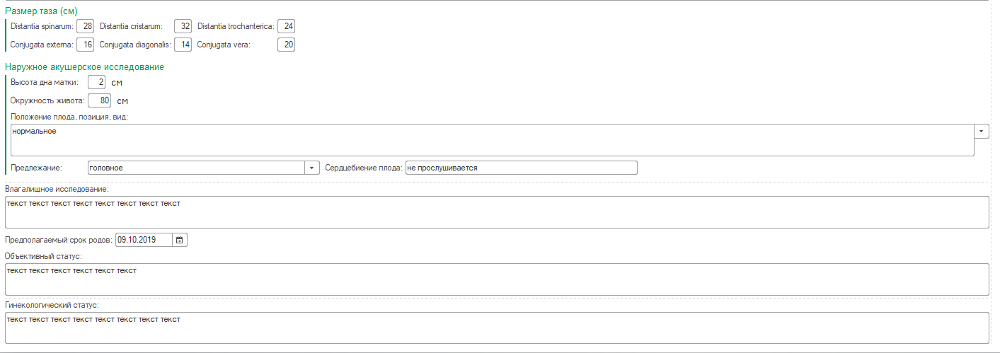 Размер таза (см)
Distantia spinarum: 28 Distantia cristarum: 32 Distantia trochanterica: 24
Conjugata externa: 16 Conjugata diagonalis: 14 Conjugata vera: 20
Наружное акушерское исследование
Высота дна матки: 2 см
Окружность живота: 80 см
Положение плода, позиция, вид:
нормальное
Предлежание: головное Сердцебиение плода: не прослушивается
Влагалищное исследование:
текст текст текст текст текст текст текст текст
Предполагаемый срок родов: 09.10.2019
Объективный статус:
текст текст текст текст текст текст
Гинекологический статус:
текст текст текст текст текст текст текст текст